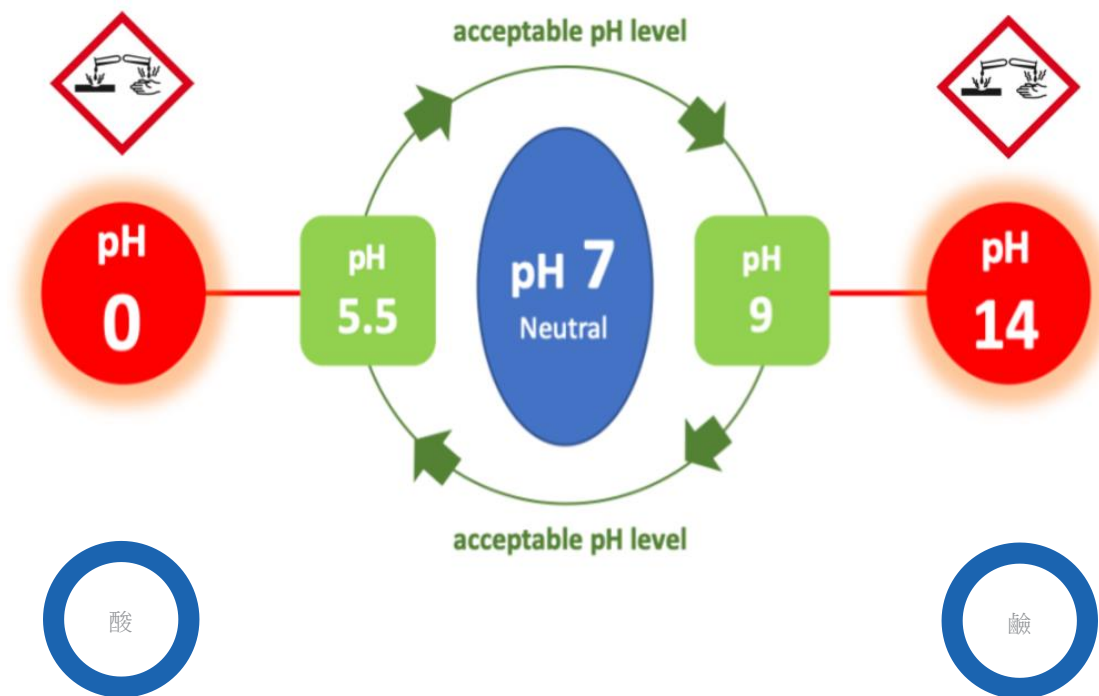 acceptable pH level
pH
0
pH
5.5
pH 7
Neutral
pH
9
pH
14
acceptable pH level
酸
鹼